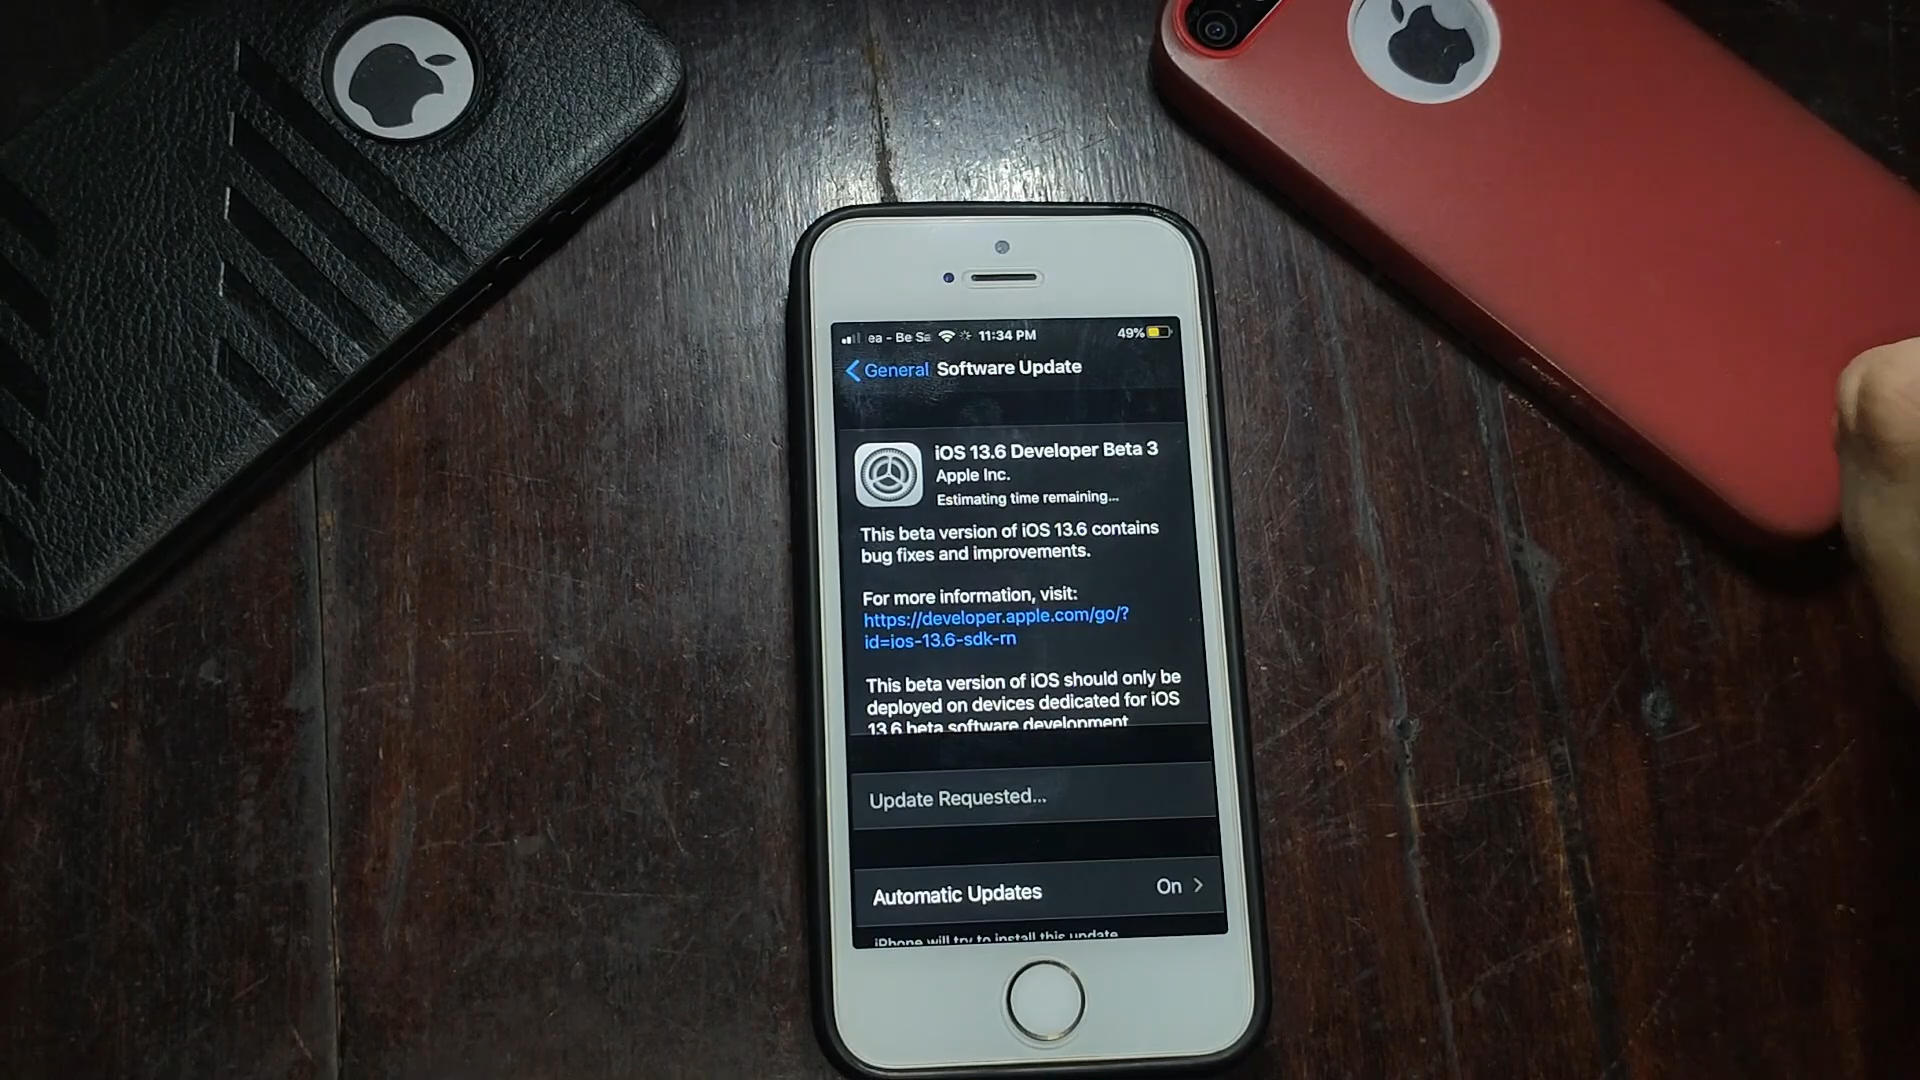 ea - Be Sa 11:34 PM 49%
General Software Update
iOS 13.6 Developer Beta 3
Apple Inc.
Estimating time remaining...
This beta version of iOS 13.6 contains
bug fixes and improvements.
For more information, visit:
https://developer.apple.com/go/?
id=ios-13.6-sdk-rn
This beta version of iOS should only be
deployed on devices dedicated for iOS
13.6 beta software development
Update Requested...
Automatic Updates On
iPhone will try to install this update